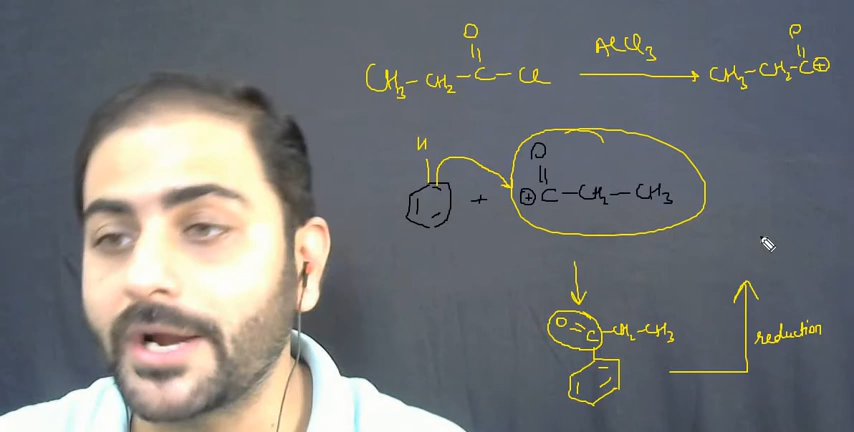 O
||
CH3-CH2-C-Cl
AlCl3
O
||
CH3-CH2-C⊕
H
+
O
||
⊕C-CH2-CH3
O=C-CH2-CH3
reduction